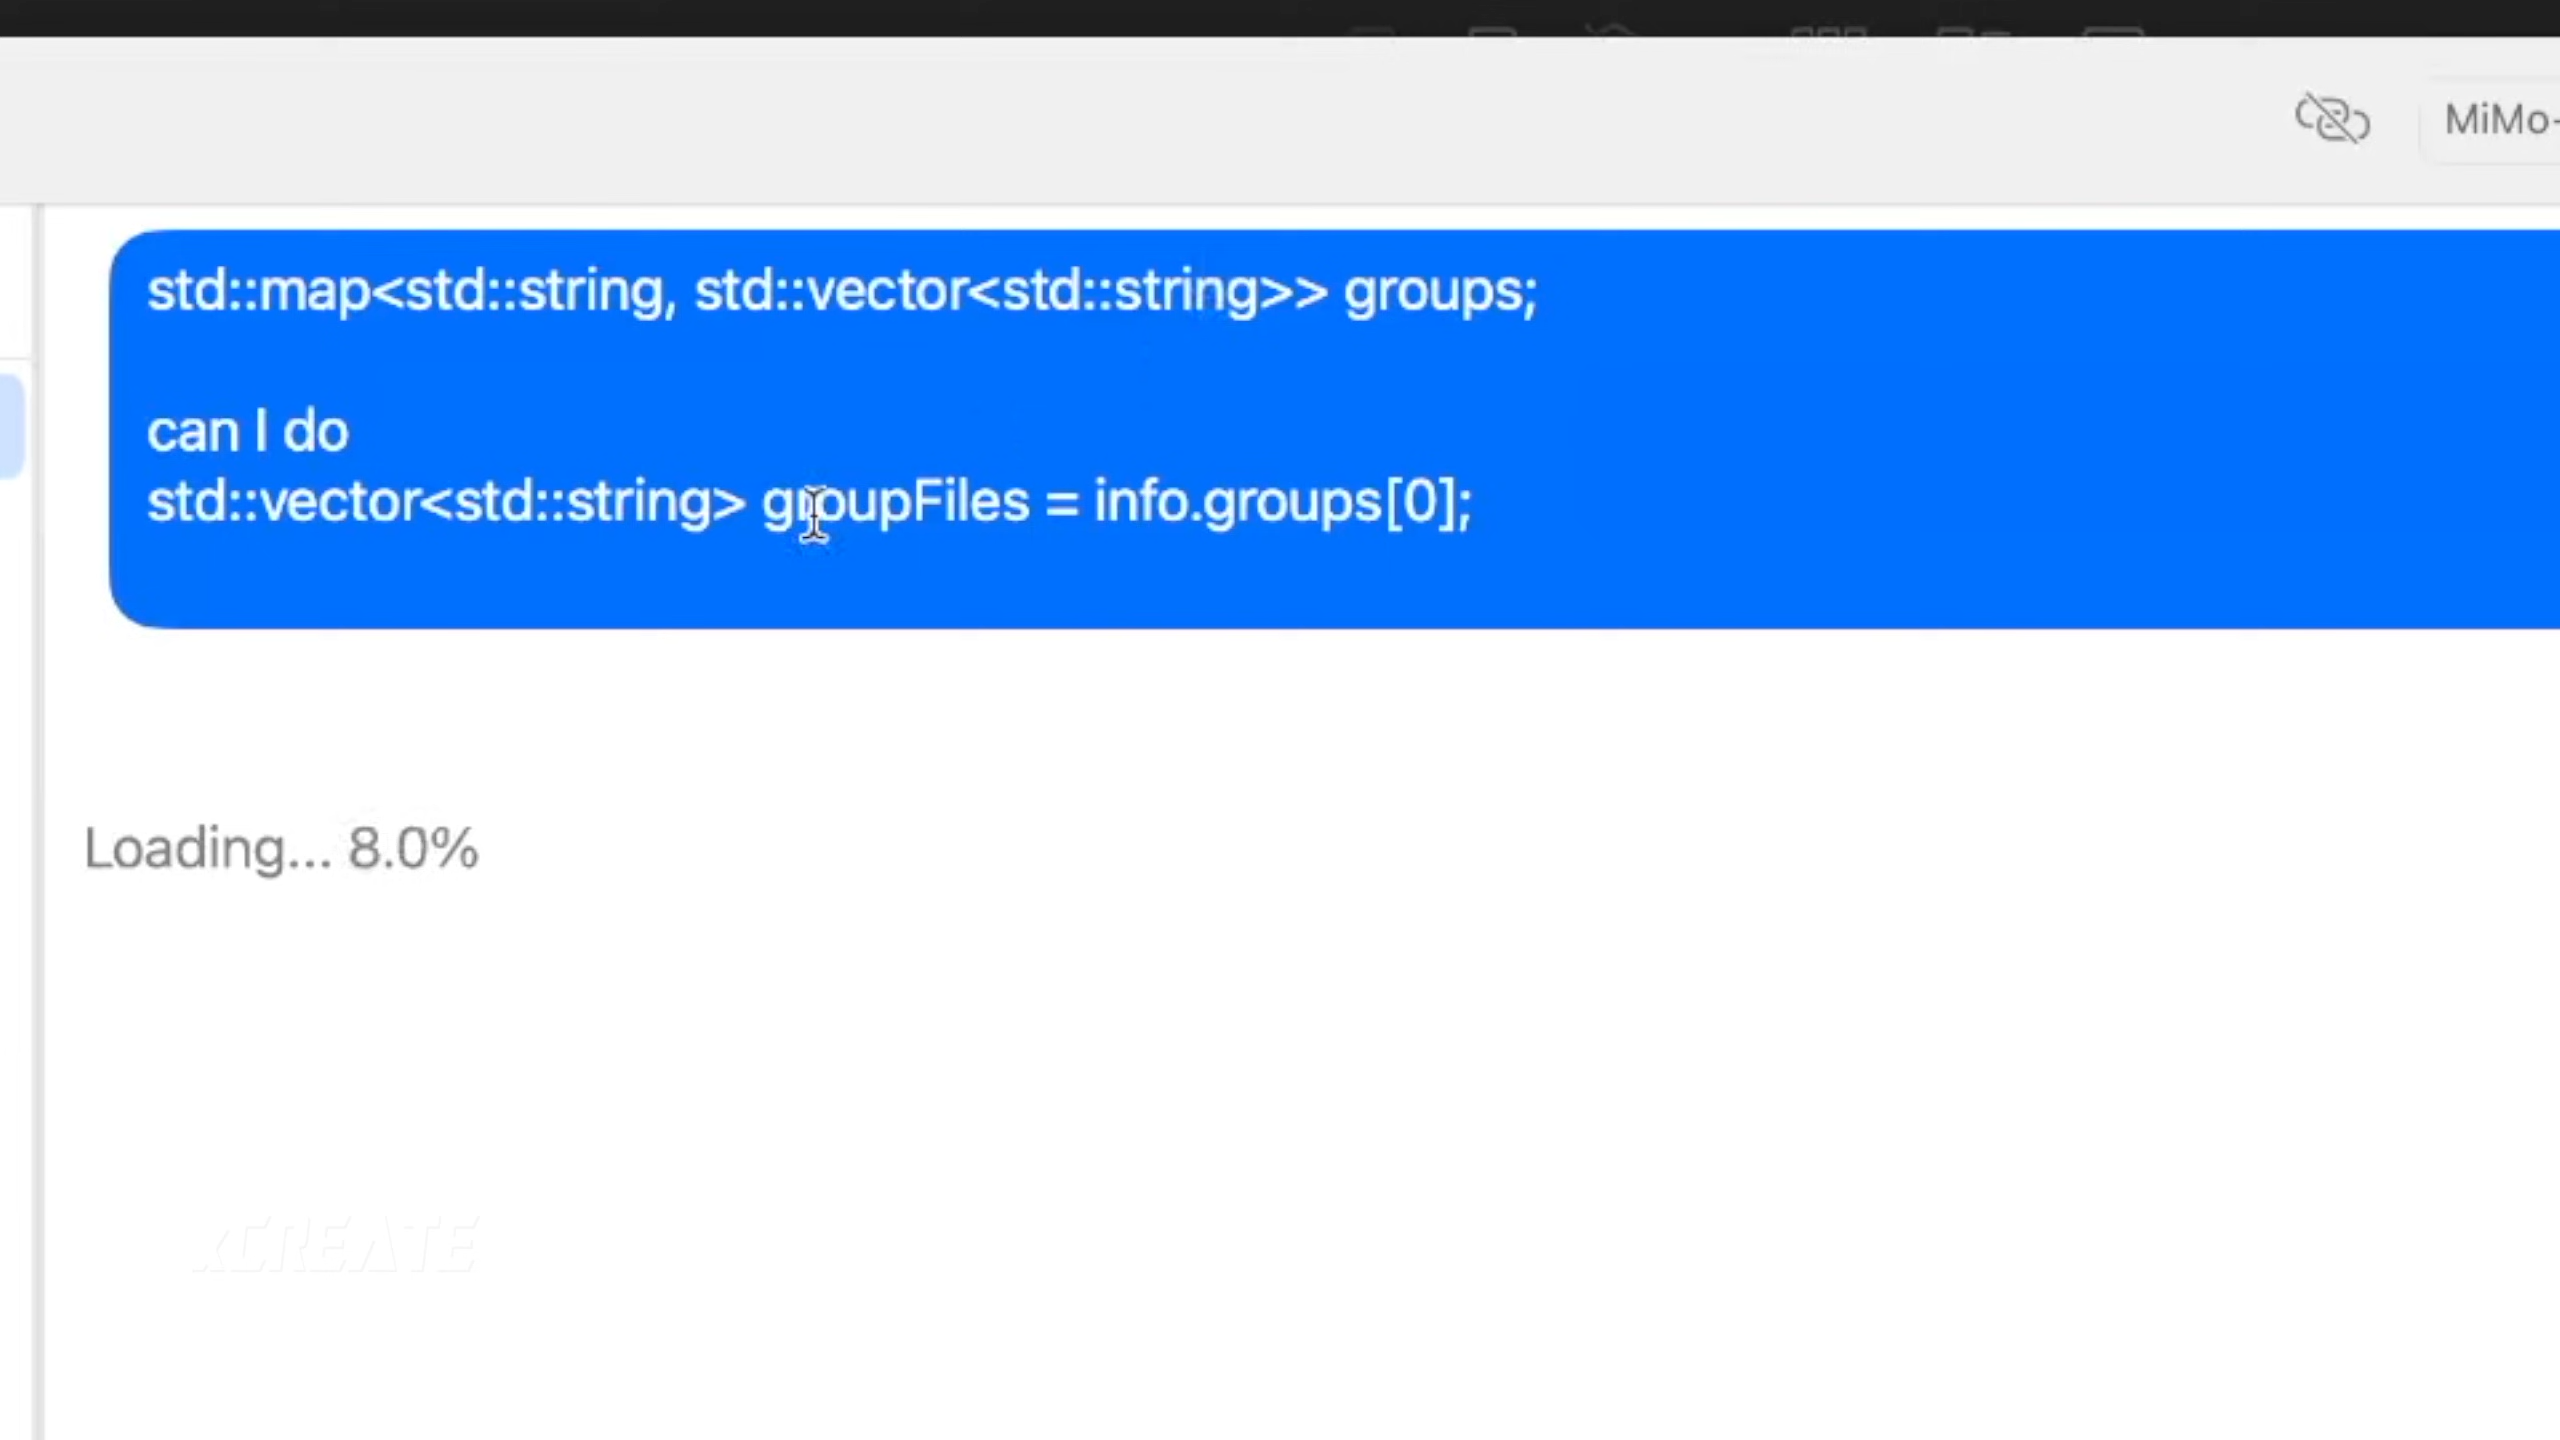 MiMo-
std::map<std::string, std::vector<std::string>> groups;
can I do
std::vector<std::string> groupFiles = info.groups[0];
Loading... 8.0%
XCREATE